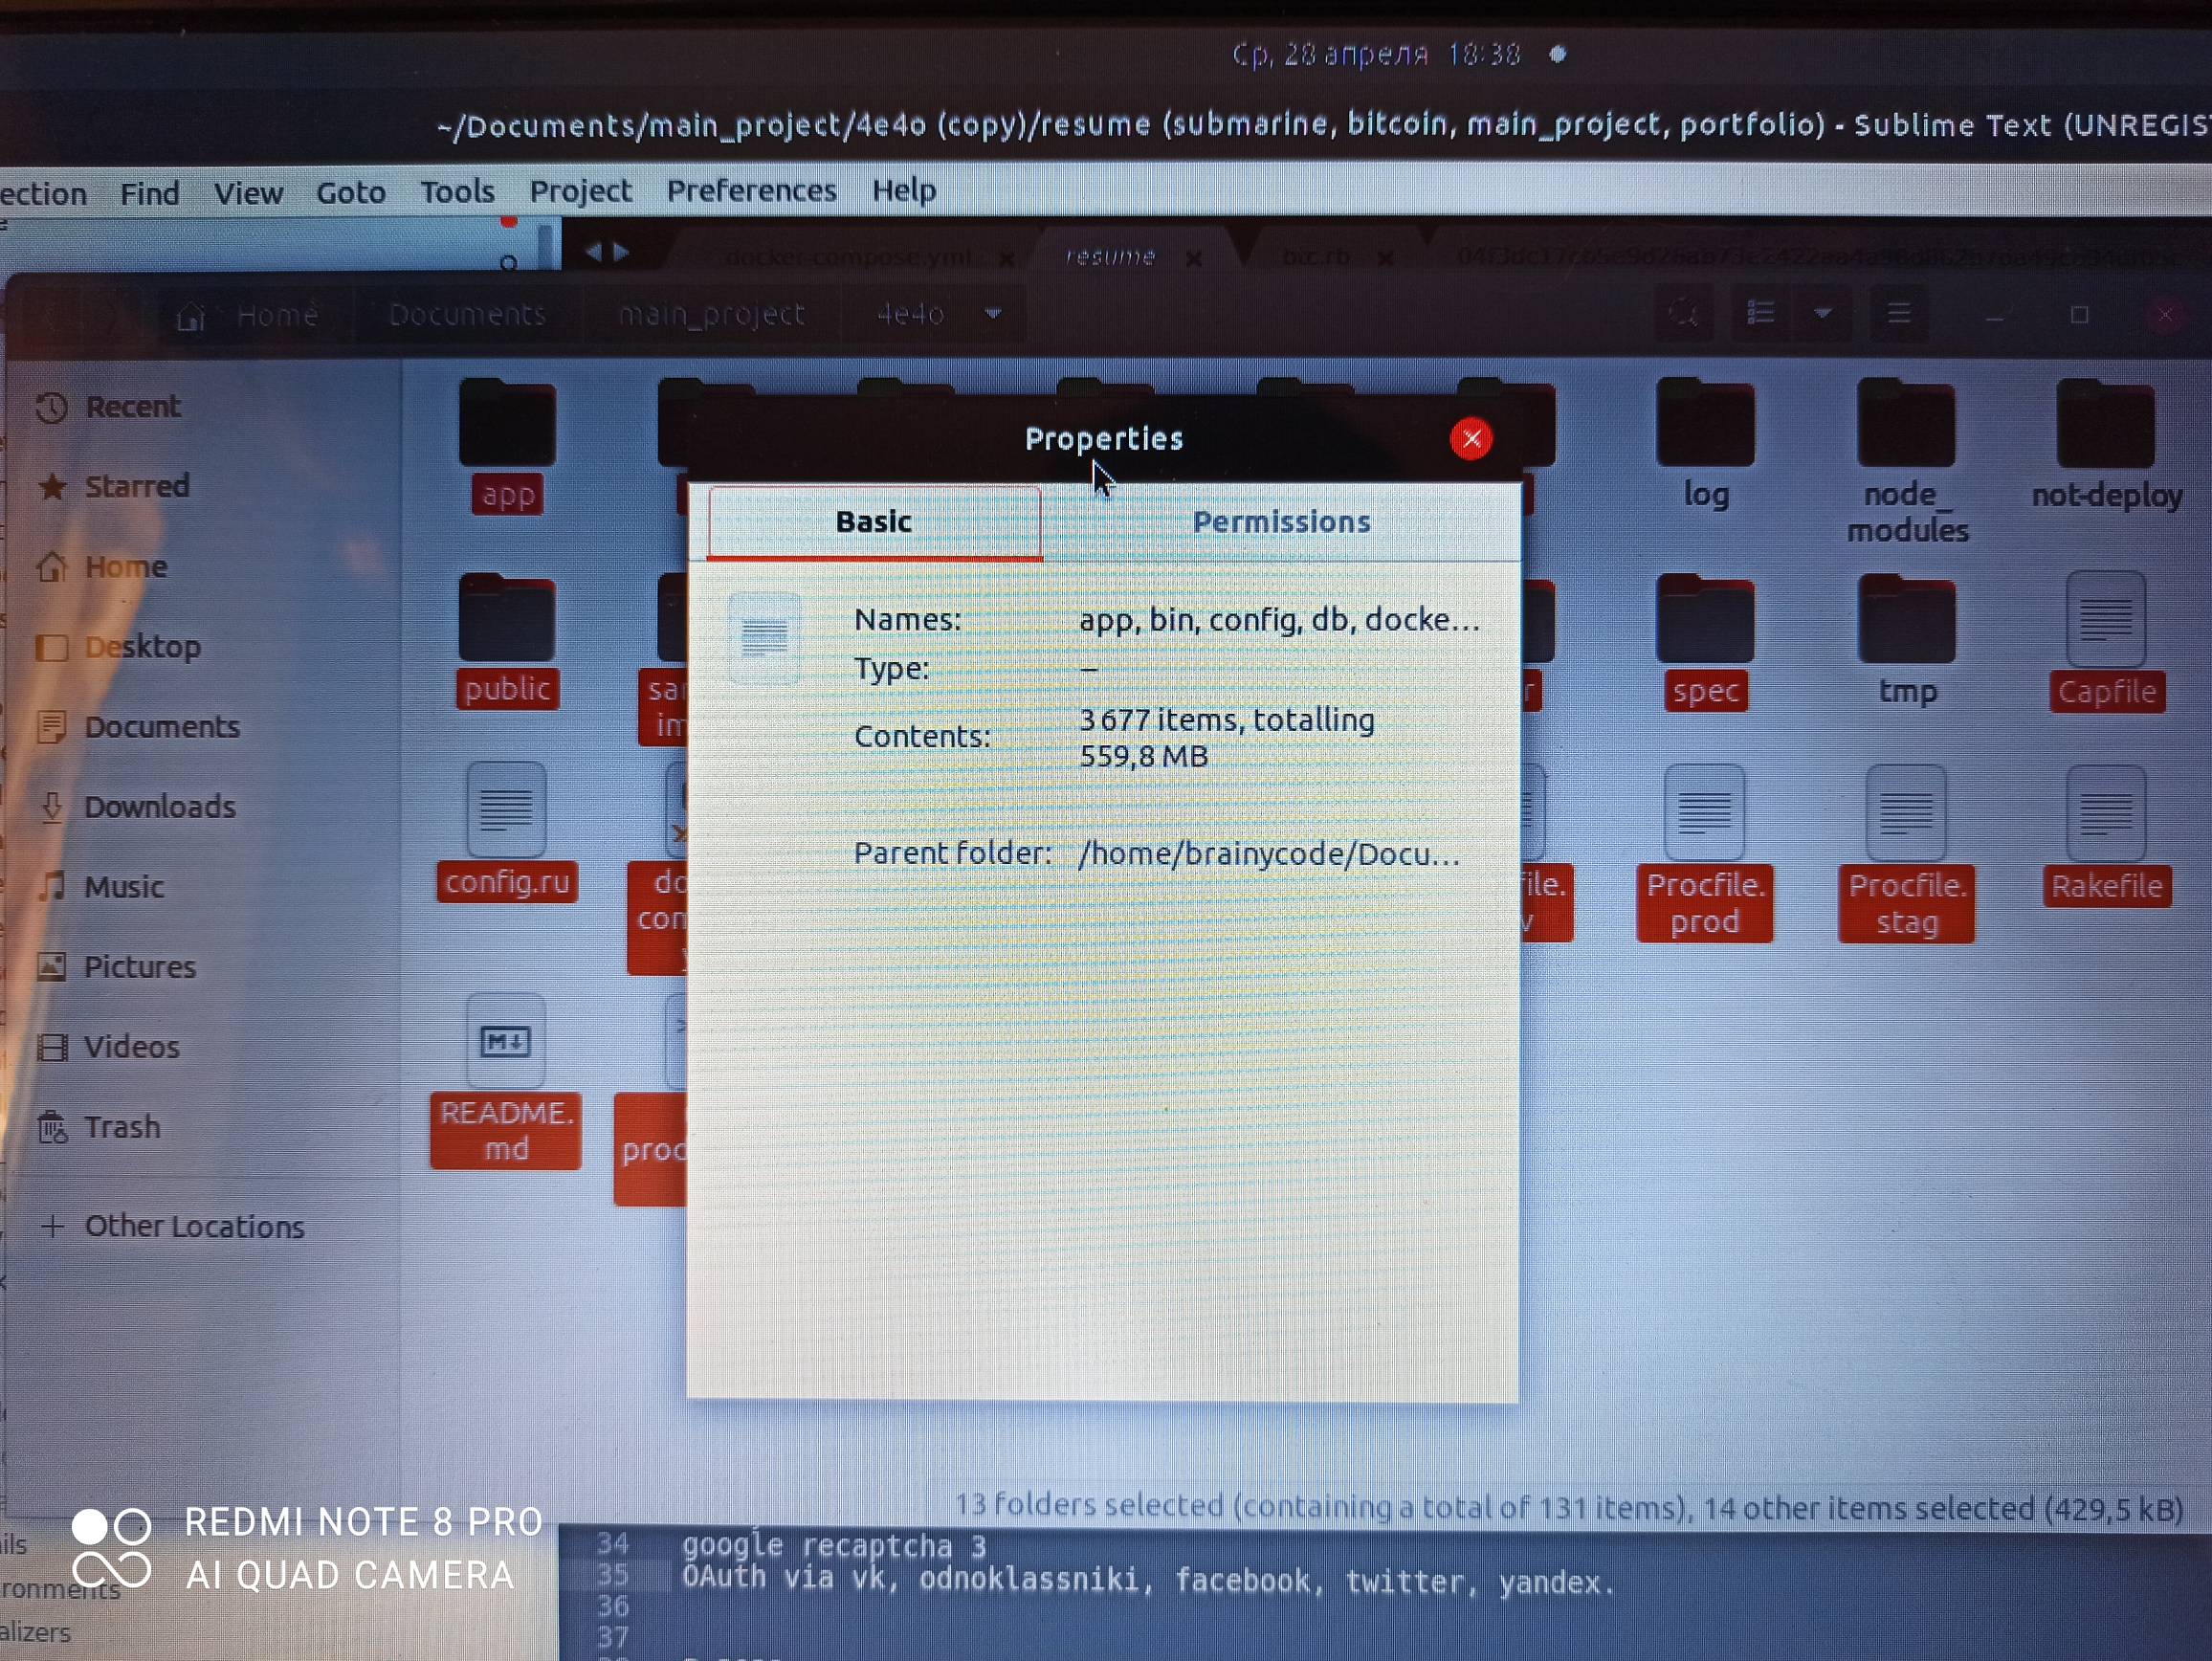 Ср, 28 апреля 18:38
~/Documents/main_project/4e4o (copy)/resume (submarine, bitcoin, main_project, portfolio) - Sublime Text (UNREGIS
ection Find View Goto Tools Project Preferences Help
docker-compose.yml resume btc.rb
Home Documents main_project 4e4o
Recent
Starred
Home
Desktop
Documents
Downloads
Music
Pictures
Videos
Trash
Other Locations
app log node_ not-deploy
modules
public sa spec tmp Capfile
im
config.ru do ile. Procfile. Procfile. Rakefile
con v prod stag
README.
md prod
Properties
Basic Permissions
Names: app, bin, config, db, docke...
Type: –
Contents: 3 677 items, totalling
559,8 MB
Parent folder: /home/brainycode/Docu...
13 folders selected (containing a total of 131 items), 14 other items selected (429,5 kB)
34 google recaptcha 3
35 OAuth via vk, odnoklassniki, facebook, twitter, yandex.
36
37
ils
ronments
alizers
REDMI NOTE 8 PRO
AI QUAD CAMERA